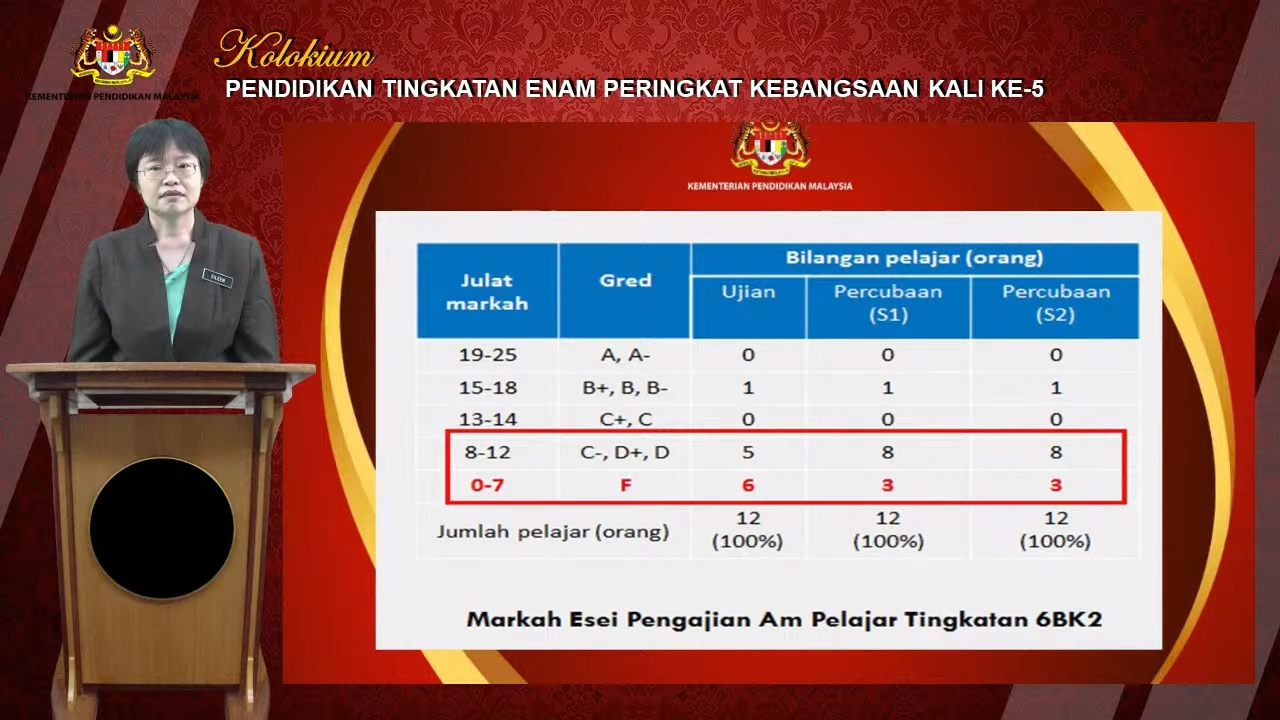 Kolokium
PENDIDIKAN TINGKATAN ENAM PERINGKAT KEBANGSAAN KALI KE-5
KEMENTERIAN PENDIDIKAN MALAYSIA
KEMENTERIAN PENDIDIKAN MALAYSIA
Julat markah Gred Bilangan pelajar (orang)
Ujian Percubaan (S1) Percubaan (S2)
19-25 A, A- 0 0 0
15-18 B+, B, B- 1 1 1
13-14 C+, C 0 0 0
8-12 C-, D+, D 5 8 8
0-7 F 6 3 3
Jumlah pelajar (orang) 12 (100%) 12 (100%) 12 (100%)
Markah Esei Pengajian Am Pelajar Tingkatan 6BK2